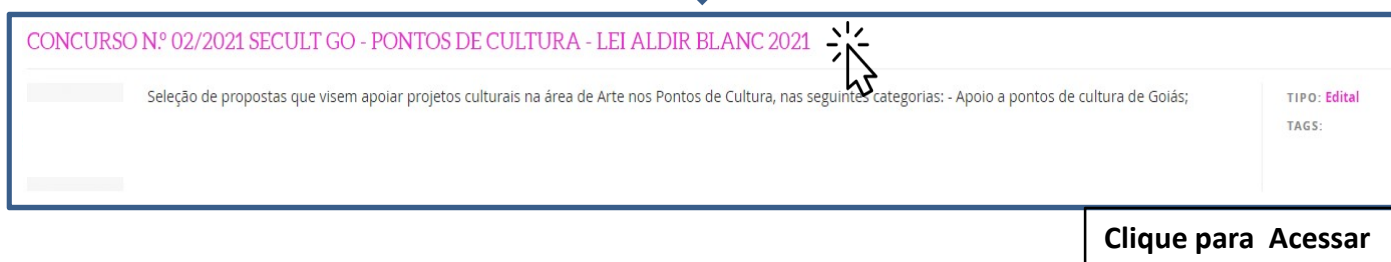 CONCURSO N.º 02/2021 SECULT GO - PONTOS DE CULTURA - LEI ALDIR BLANC 2021
Seleção de propostas que visem apoiar projetos culturais na área de Arte nos Pontos de Cultura, nas seguintes categorias: - Apoio a pontos de cultura de Goiás;
TIPO: Edital
TAGS:
Clique para Acessar